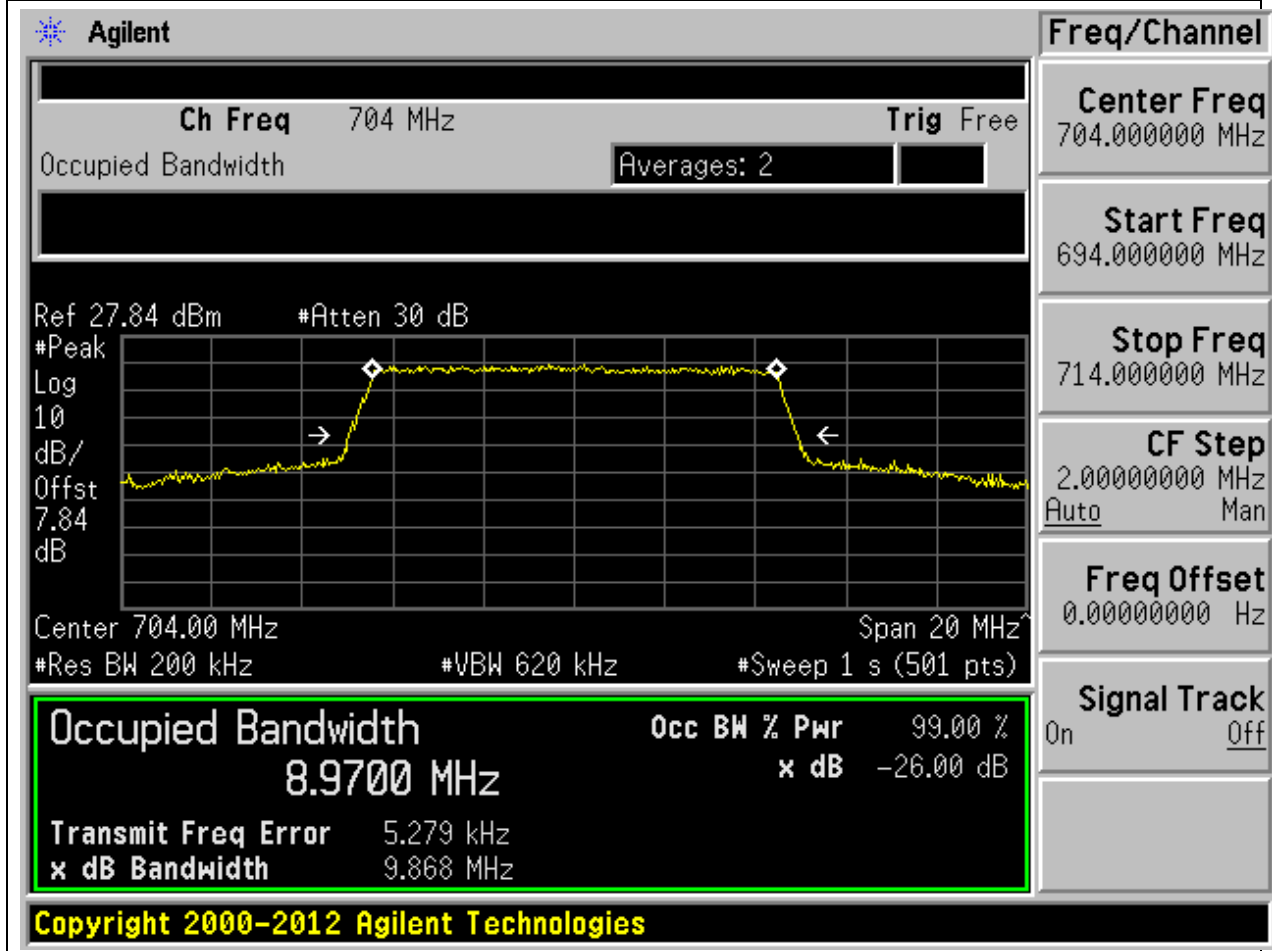 Agilent
Freq/Channel
Ch Freq 704 MHz Trig Free
Occupied Bandwidth Averages: 2
Ref 27.84 dBm #Atten 30 dB
#Peak
Log
10
dB/
Offst
7.84
dB
Center 704.00 MHz Span 20 MHz^
#Res BW 200 kHz #VBW 620 kHz #Sweep 1 s (501 pts)
Occupied Bandwidth Occ BW % Pwr 99.00 %
8.9700 MHz x dB -26.00 dB
Transmit Freq Error 5.279 kHz
x dB Bandwidth 9.868 MHz
Copyright 2000-2012 Agilent Technologies
Center Freq
704.000000 MHz
Start Freq
694.000000 MHz
Stop Freq
714.000000 MHz
CF Step
2.00000000 MHz
Auto Man
Freq Offset
0.00000000 Hz
Signal Track
On Off